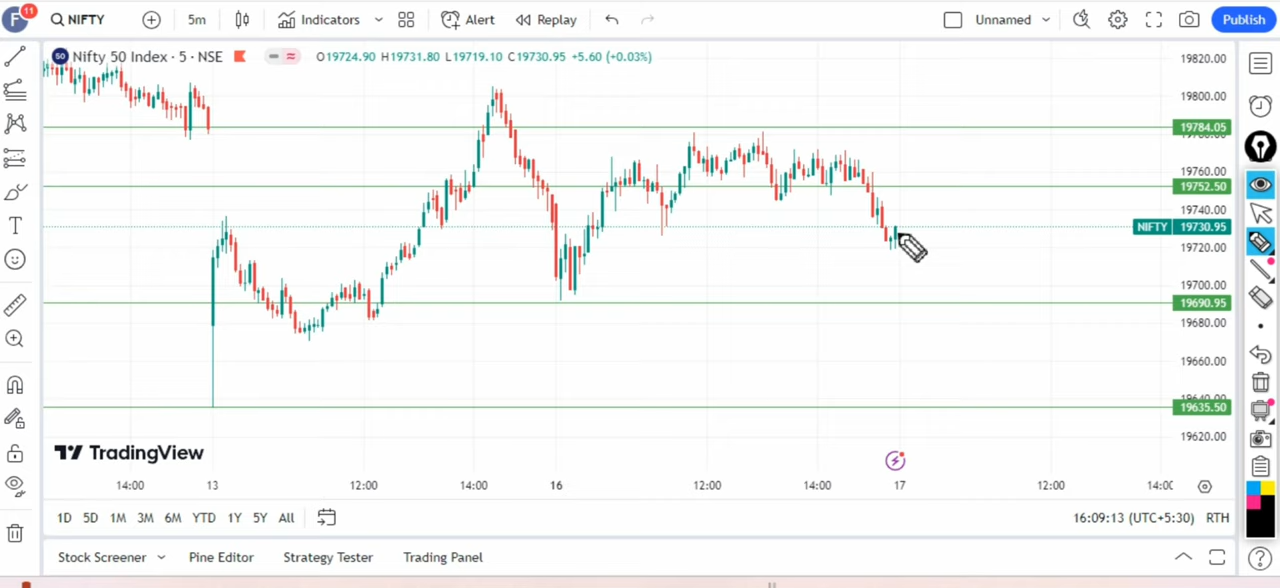 F 11 NIFTY 5m Indicators Alert Replay Unnamed Publish
50 Nifty 50 Index · 5 · NSE O19724.90 H19731.80 L19719.10 C19730.95 +5.60 (+0.03%)
19820.00
19800.00
19784.05
19760.00
19752.50
19740.00
NIFTY 19730.95
19720.00
19700.00
19690.95
19680.00
19660.00
19635.50
19620.00
TradingView
14:00 13 12:00 14:00 16 12:00 14:00 17 12:00 14:00
1D 5D 1M 3M 6M YTD 1Y 5Y All 16:09:13 (UTC+5:30) RTH
Stock Screener Pine Editor Strategy Tester Trading Panel